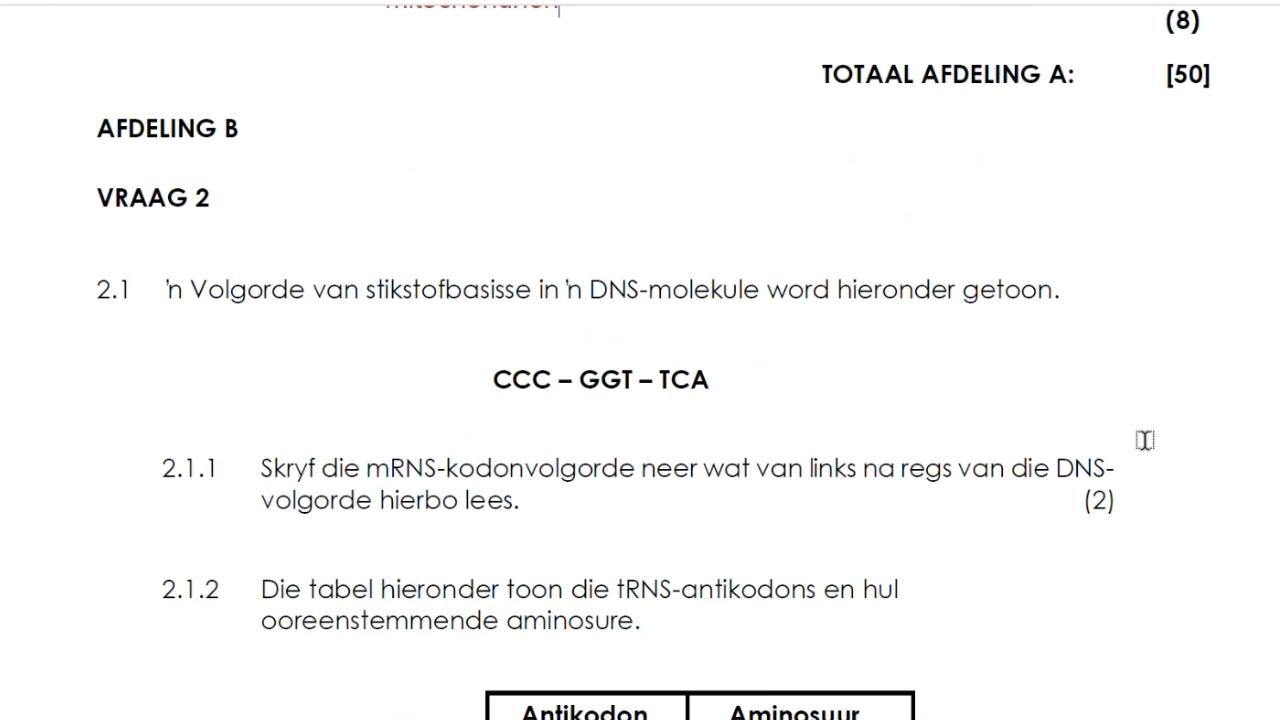 (8)
TOTAAL AFDELING A: [50]
AFDELING B
VRAAG 2
2.1 'n Volgorde van stikstofbasisse in 'n DNS-molekule word hieronder getoon.
CCC – GGT – TCA
2.1.1 Skryf die mRNS-kodonvolgorde neer wat van links na regs van die DNS-
volgorde hierbo lees. (2)
2.1.2 Die tabel hieronder toon die tRNS-antikodons en hul
ooreenstemmende aminosure.
Antikodon Aminosuur